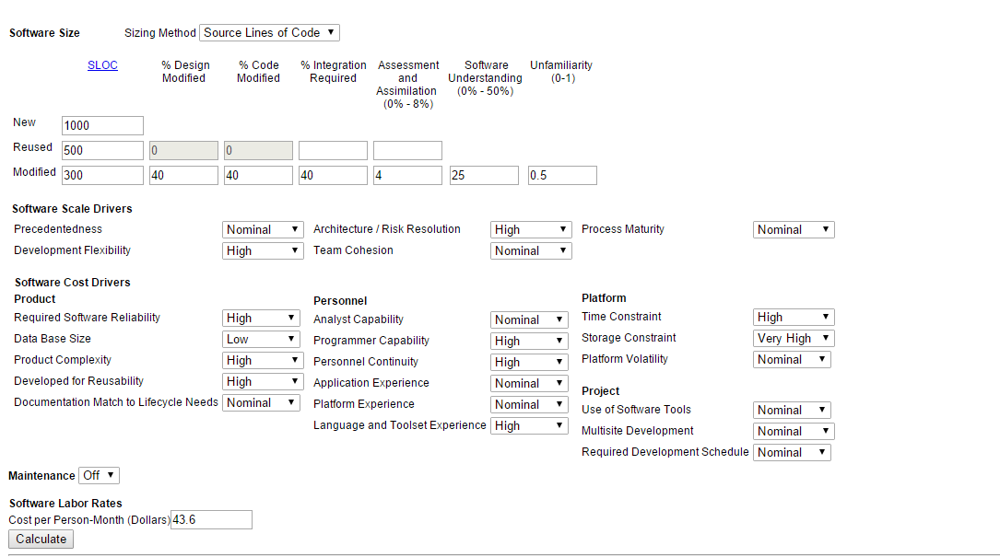 Software Size Sizing Method Source Lines of Code
SLOC % Design Modified % Code Modified % Integration Required Assessment and Assimilation (0% - 8%) Software Understanding (0% - 50%) Unfamiliarity (0-1)
New 1000
Reused 500 0 0
Modified 300 40 40 40 4 25 0.5
Software Scale Drivers
Precedentedness Nominal Architecture / Risk Resolution High Process Maturity Nominal
Development Flexibility High Team Cohesion Nominal
Software Cost Drivers
Product
Required Software Reliability High
Data Base Size Low
Product Complexity High
Developed for Reusability High
Documentation Match to Lifecycle Needs Nominal
Personnel
Analyst Capability Nominal
Programmer Capability High
Personnel Continuity High
Application Experience Nominal
Platform Experience Nominal
Language and Toolset Experience High
Platform
Time Constraint High
Storage Constraint Very High
Platform Volatility Nominal
Project
Use of Software Tools Nominal
Multisite Development Nominal
Required Development Schedule Nominal
Maintenance Off
Software Labor Rates
Cost per Person-Month (Dollars) 43.6
Calculate